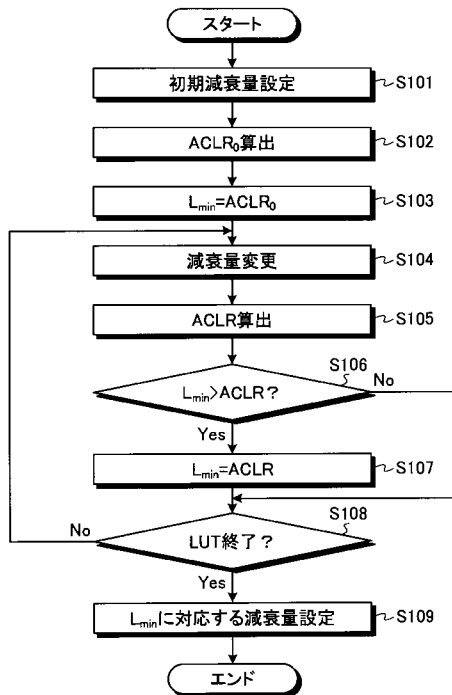 スタート
初期減衰量設定 S101
ACLR₀算出 S102
Lmin=ACLR₀ S103
減衰量変更 S104
ACLR算出 S105
S106
Lmin>ACLR? No
Yes
Lmin=ACLR S107
S108
No LUT終了?
Yes
Lminに対応する減衰量設定 S109
エンド